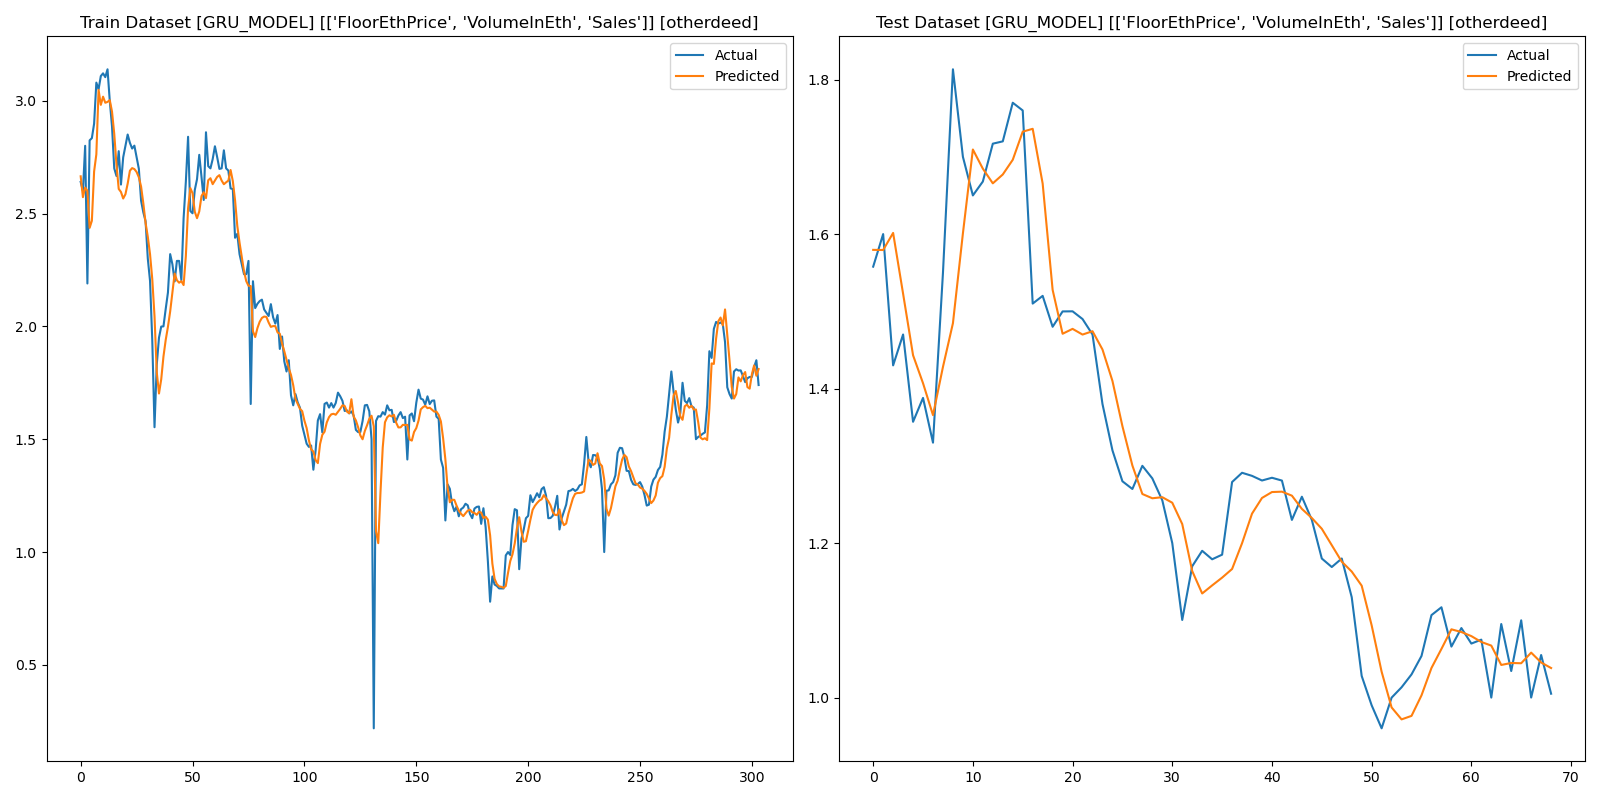 Train Dataset [GRU_MODEL] [['FloorEthPrice', 'VolumeInEth', 'Sales']] [otherdeed]
Actual
Predicted
3.0
2.5
2.0
1.5
1.0
0.5
0 50 100 150 200 250 300
Test Dataset [GRU_MODEL] [['FloorEthPrice', 'VolumeInEth', 'Sales']] [otherdeed]
Actual
Predicted
1.8
1.6
1.4
1.2
1.0
0 10 20 30 40 50 60 70